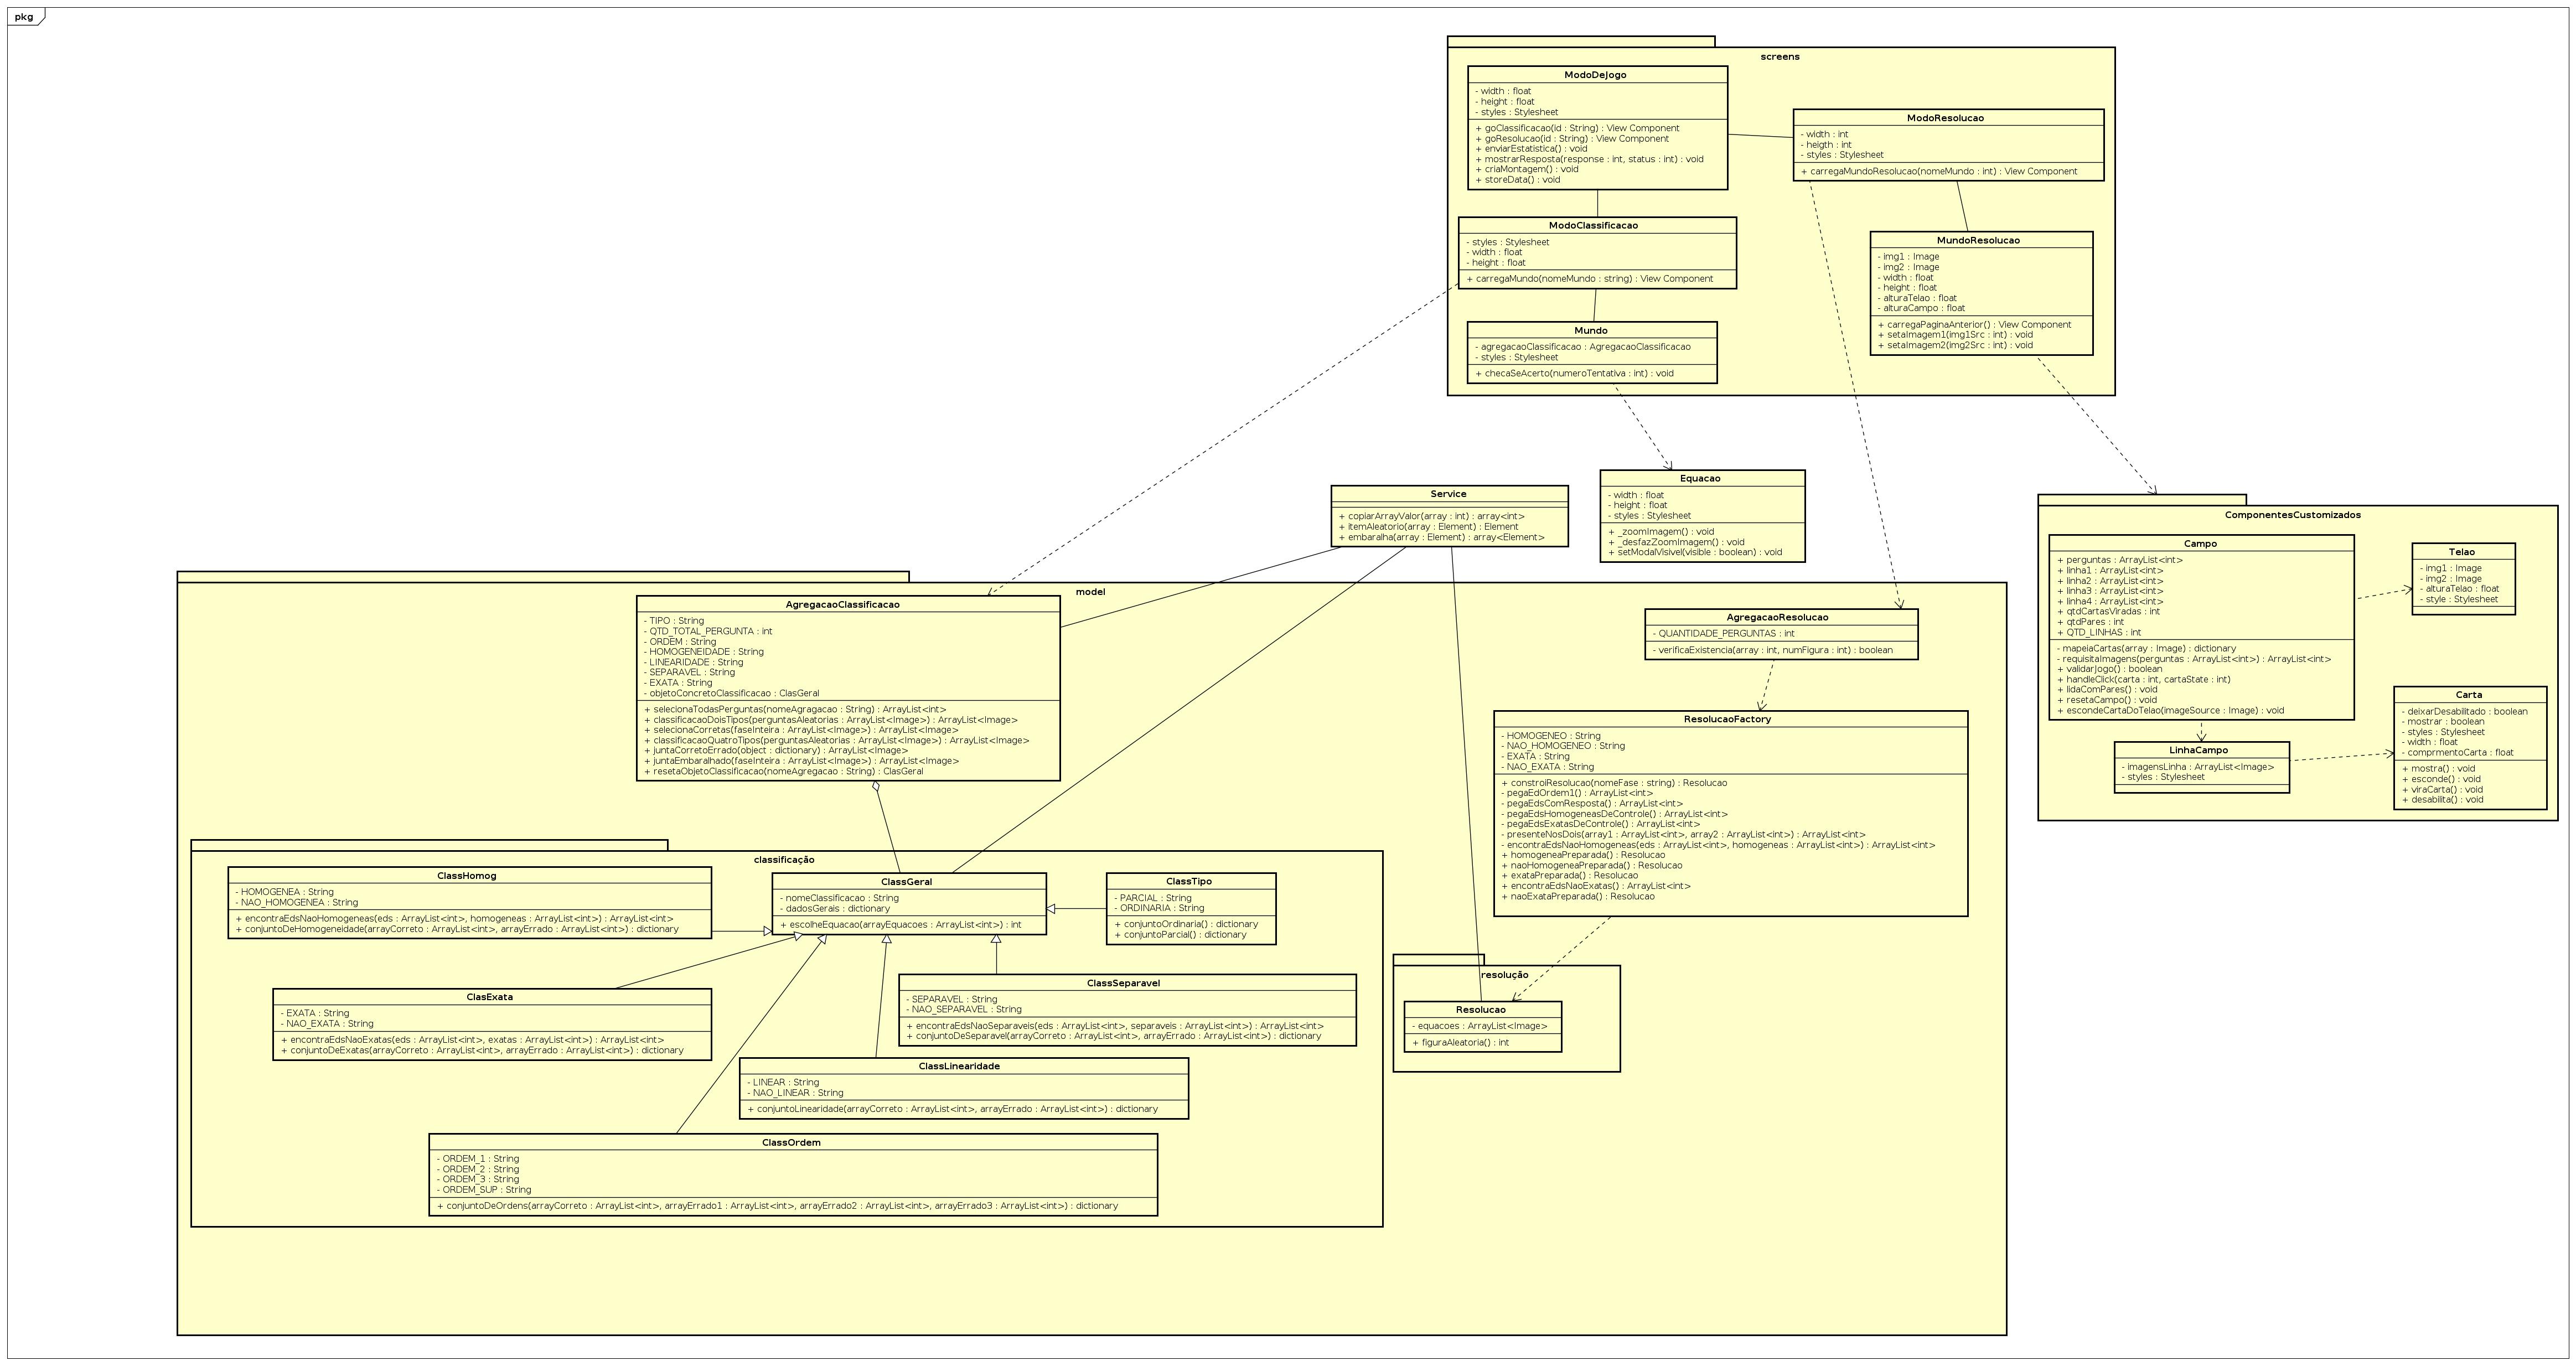 pkg
screens
ModoDeJogo
- width : float
- height : float
- styles : Stylesheet
+ goClassificacao(id : String) : View Component
+ goResolucao(id : String) : View Component
+ enviarEstatistica() : void
+ mostrarResposta(response : int, status : int) : void
+ criaMontagem() : void
+ storeData() : void
ModoResolucao
- width : int
- heigth : int
- styles : Stylesheet
+ carregaMundoResolucao(nomeMundo : int) : View Component
ModoClassificacao
- styles : Stylesheet
- width : float
- height : float
+ carregaMundo(nomeMundo : string) : View Component
MundoResolucao
- img1 : Image
- img2 : Image
- width : float
- height : float
- alturaTelao : float
- alturaCampo : float
+ carregaPaginaAnterior() : View Component
+ setaImagem1(img1Src : int) : void
+ setaImagem2(img2Src : int) : void
Mundo
- agregacaoClassificacao : AgregacaoClassificacao
- styles : Stylesheet
+ checaSeAcerto(numeroTentativa : int) : void
Equacao
- width : float
- height : float
- styles : Stylesheet
+ _zoomImagem() : void
+ _desfazZoomImagem() : void
+ setModalVisivel(visible : boolean) : void
Service
+ copiarArrayValor(array : int) : array<int>
+ itemAleatorio(array : Element) : Element
+ embaralha(array : Element) : array<Element>
ComponentesCustomizados
Campo
+ perguntas : ArrayList<int>
+ linha1 : ArrayList<int>
+ linha2 : ArrayList<int>
+ linha3 : ArrayList<int>
+ linha4 : ArrayList<int>
+ qtdCartasViradas : int
+ qtdPares : int
+ QTD_LINHAS : int
- mapeiaCartas(array : Image) : dictionary
- requisitaImagens(perguntas : ArrayList<int>) : ArrayList<int>
+ validarJogo() : boolean
+ handleClick(carta : int, cartaState : int)
+ lidaComPares() : void
+ resetaCampo() : void
+ escondeCartaDoTelao(imageSource : Image) : void
Telao
- img1 : Image
- img2 : Image
- alturaTelao : float
- style : Stylesheet
Carta
- deixarDesabilitado : boolean
- mostrar : boolean
- styles : Stylesheet
- width : float
- comprmentoCarta : float
+ mostra() : void
+ esconde() : void
+ viraCarta() : void
+ desabilita() : void
LinhaCampo
- imagensLinha : ArrayList<Image>
- styles : Stylesheet
model
AgregacaoClassificacao
- TIPO : String
- QTD_TOTAL_PERGUNTA : int
- ORDEM : String
- HOMOGENEIDADE : String
- LINEARIDADE : String
- SEPARAVEL : String
- EXATA : String
- objetoConcretoClassificacao : ClasGeral
+ selecionaTodasPerguntas(nomeAgragacao : String) : ArrayList<int>
+ classificacaoDoisTipos(perguntasAleatorias : ArrayList<Image>) : ArrayList<Image>
+ selecionaCorretas(faseInteira : ArrayList<Image>) : ArrayList<Image>
+ classificacaoQuatroTipos(perguntasAleatorias : ArrayList<Image>) : ArrayList<Image>
+ juntaCorretoErrado(object : dictionary) : ArrayList<Image>
+ juntaEmbaralhado(faseInteira : ArrayList<Image>) : ArrayList<Image>
+ resetaObjetoClassificacao(nomeAgregacao : String) : ClasGeral
AgregacaoResolucao
- QUANTIDADE_PERGUNTAS : int
- verificaExistencia(array : int, numFigura : int) : boolean
ResolucaoFactory
- HOMOGENEO : String
- NAO_HOMOGENEO : String
- EXATA : String
- NAO_EXATA : String
+ constroiResolucao(nomeFase : string) : Resolucao
- pegaEdOrdem1() : ArrayList<int>
- pegaEdsComResposta() : ArrayList<int>
- pegaEdsHomogeneasDeControle() : ArrayList<int>
- pegaEdsExatasDeControle() : ArrayList<int>
- presenteNosDois(array1 : ArrayList<int>, array2 : ArrayList<int>) : ArrayList<int>
- encontraEdsNaoHomogeneas(eds : ArrayList<int>, homogeneas : ArrayList<int>) : ArrayList<int>
+ homogeneaPreparada() : Resolucao
+ naoHomogeneaPreparada() : Resolucao
+ exataPreparada() : Resolucao
+ encontraEdsNaoExatas() : ArrayList<int>
+ naoExataPreparada() : Resolucao
classificação
ClassHomog
- HOMOGENEA : String
- NAO_HOMOGENEA : String
+ encontraEdsNaoHomogeneas(eds : ArrayList<int>, homogeneas : ArrayList<int>) : ArrayList<int>
+ conjuntoDeHomogeneidade(arrayCorreto : ArrayList<int>, arrayErrado : ArrayList<int>) : dictionary
ClassGeral
- nomeClassificacao : String
- dadosGerais : dictionary
+ escolheEquacao(arrayEquacoes : ArrayList<int>) : int
ClassTipo
- PARCIAL : String
- ORDINARIA : String
+ conjuntoOrdinaria() : dictionary
+ conjuntoParcial() : dictionary
ClasExata
- EXATA : String
- NAO_EXATA : String
+ encontraEdsNaoExatas(eds : ArrayList<int>, exatas : ArrayList<int>) : ArrayList<int>
+ conjuntoDeExatas(arrayCorreto : ArrayList<int>, arrayErrado : ArrayList<int>) : dictionary
ClassSeparavel
- SEPARAVEL : String
- NAO_SEPARAVEL : String
+ encontraEdsNaoSeparaveis(eds : ArrayList<int>, separaveis : ArrayList<int>) : ArrayList<int>
+ conjuntoDeSeparavel(arrayCorreto : ArrayList<int>, arrayErrado : ArrayList<int>) : dictionary
ClassLinearidade
- LINEAR : String
- NAO_LINEAR : String
+ conjuntoLinearidade(arrayCorreto : ArrayList<int>, arrayErrado : ArrayList<int>) : dictionary
ClassOrdem
- ORDEM_1 : String
- ORDEM_2 : String
- ORDEM_3 : String
- ORDEM_SUP : String
+ conjuntoDeOrdens(arrayCorreto : ArrayList<int>, arrayErrado1 : ArrayList<int>, arrayErrado2 : ArrayList<int>, arrayErrado3 : ArrayList<int>) : dictionary
resolução
Resolucao
- equacoes : ArrayList<Image>
+ figuraAleatoria() : int